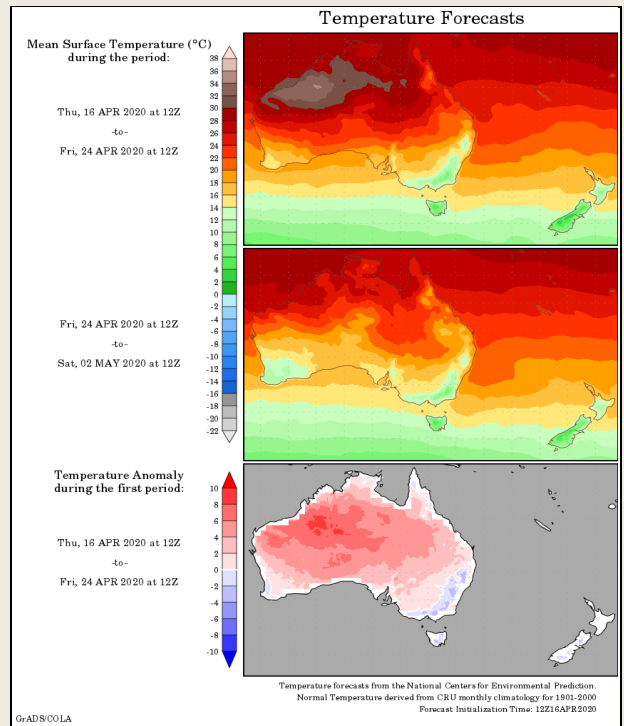 Temperature Forecasts
Mean Surface Temperature (°C)
during the period:
38
36
34
32
30
28
26
24
22
20
18
16
14
12
10
8
6
4
2
0
-2
-4
-6
-8
-10
-12
-14
-16
-18
-20
-22
Thu, 16 APR 2020 at 12Z
-to-
Fri, 24 APR 2020 at 12Z
Fri, 24 APR 2020 at 12Z
-to-
Sat, 02 MAY 2020 at 12Z
Temperature Anomaly
during the first period:
10
8
6
4
2
0
-2
-4
-6
-8
-10
Thu, 16 APR 2020 at 12Z
-to-
Fri, 24 APR 2020 at 12Z
Temperature forecasts from the National Centers for Environmental Prediction.
Normal Temperature derived from CRU monthly climatology for 1901-2000
Forecast Initialization Time: 12Z16APR2020
GrADS/COLA